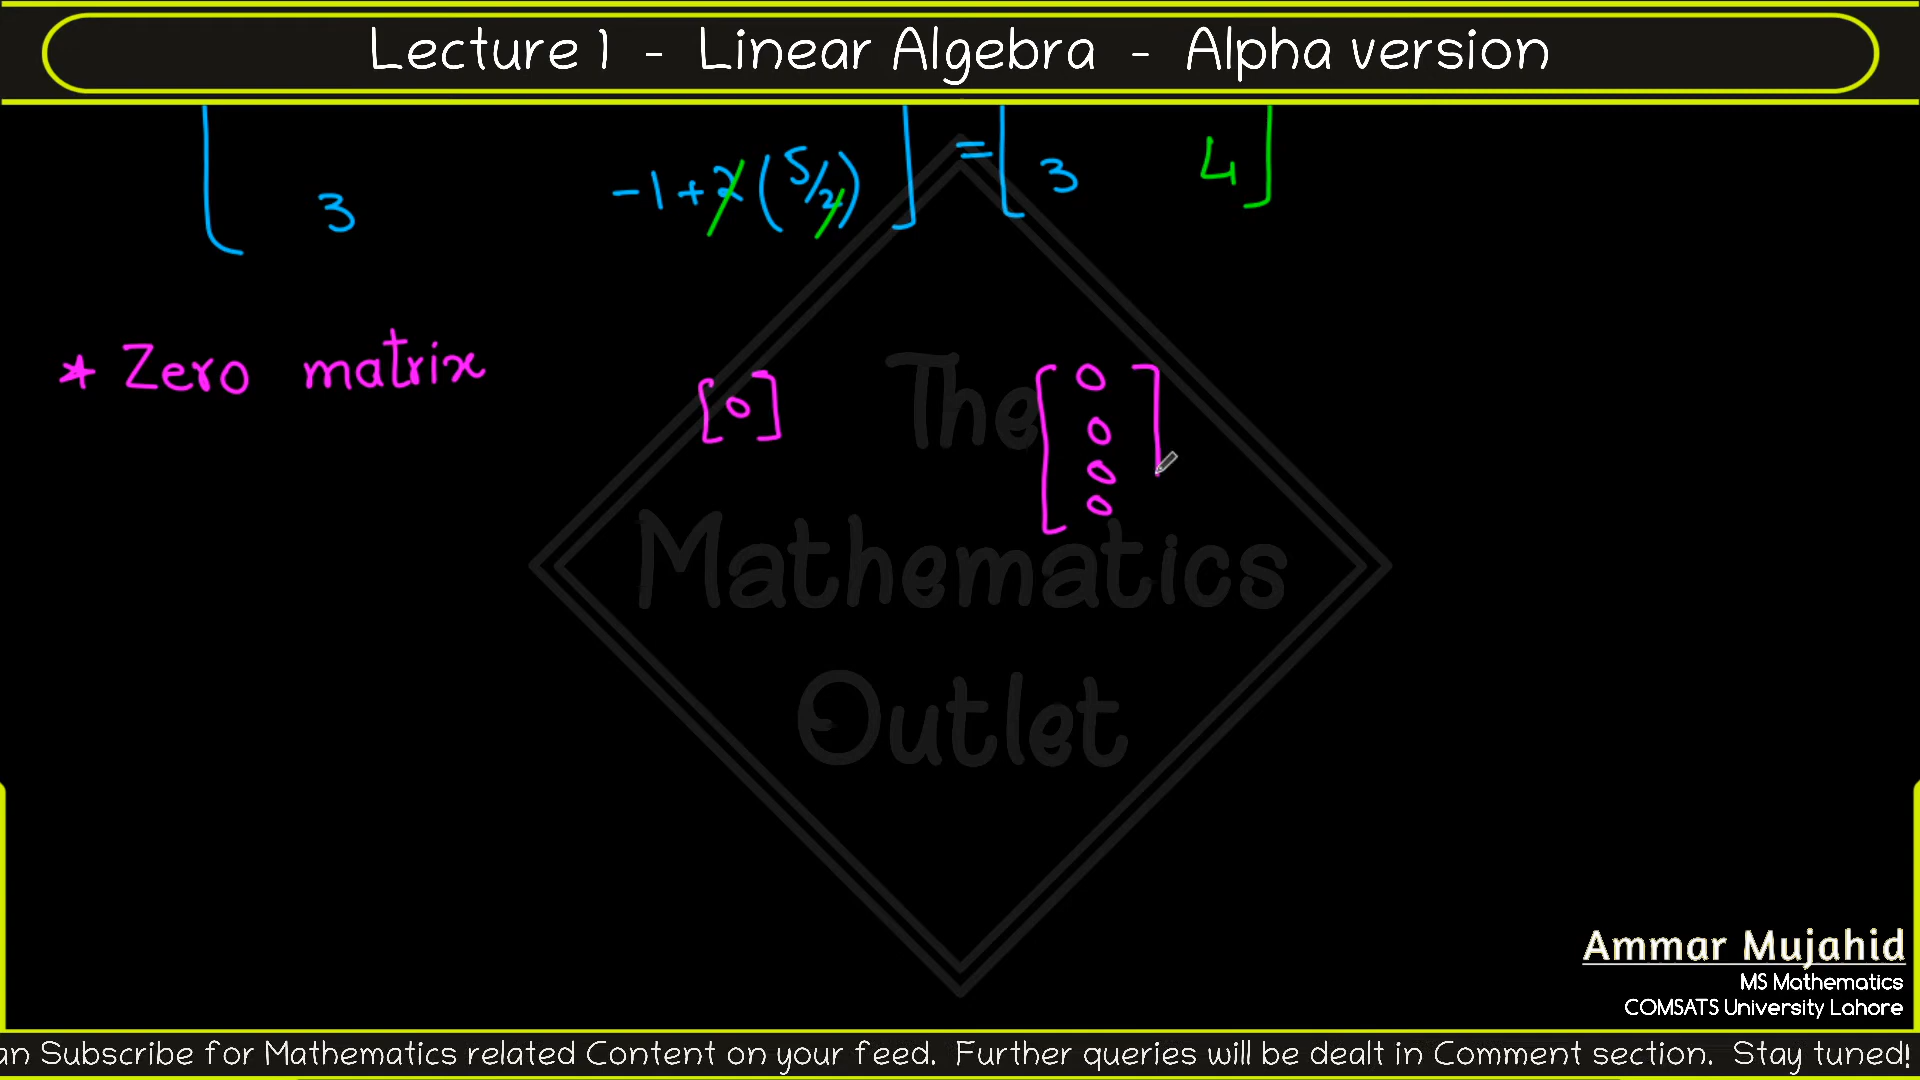 Lecture 1 - Linear Algebra - Alpha version
3 -1+2(5/2) = 3 4
* Zero matrix
[0]
0
0
0
0
The
Mathematics
Outlet
Ammar Mujahid
MS Mathematics
COMSATS University Lahore
an Subscribe for Mathematics related Content on your feed. Further queries will be dealt in Comment section. Stay tuned!